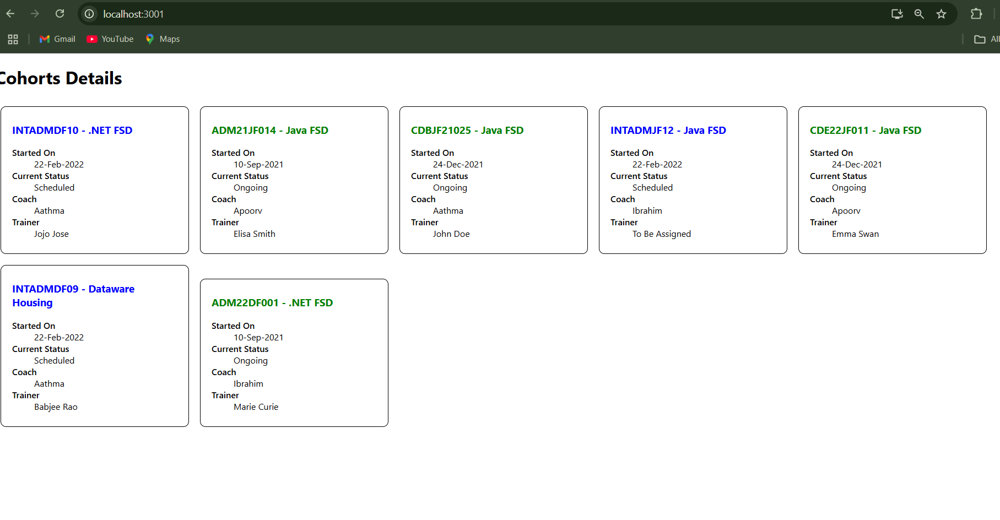 localhost:3001
Gmail
YouTube
Maps
All
Cohorts Details
INTADMDF10 - .NET FSD
Started On
22-Feb-2022
Current Status
Scheduled
Coach
Aathma
Trainer
Jojo Jose
ADM21JF014 - Java FSD
Started On
10-Sep-2021
Current Status
Ongoing
Coach
Apoorv
Trainer
Elisa Smith
CDBJF21025 - Java FSD
Started On
24-Dec-2021
Current Status
Ongoing
Coach
Aathma
Trainer
John Doe
INTADMJF12 - Java FSD
Started On
22-Feb-2022
Current Status
Scheduled
Coach
Ibrahim
Trainer
To Be Assigned
CDE22JF011 - Java FSD
Started On
24-Dec-2021
Current Status
Ongoing
Coach
Apoorv
Trainer
Emma Swan
INTADMDF09 - Dataware
Housing
Started On
22-Feb-2022
Current Status
Scheduled
Coach
Aathma
Trainer
Babjee Rao
ADM22DF001 - .NET FSD
Started On
10-Sep-2021
Current Status
Ongoing
Coach
Ibrahim
Trainer
Marie Curie